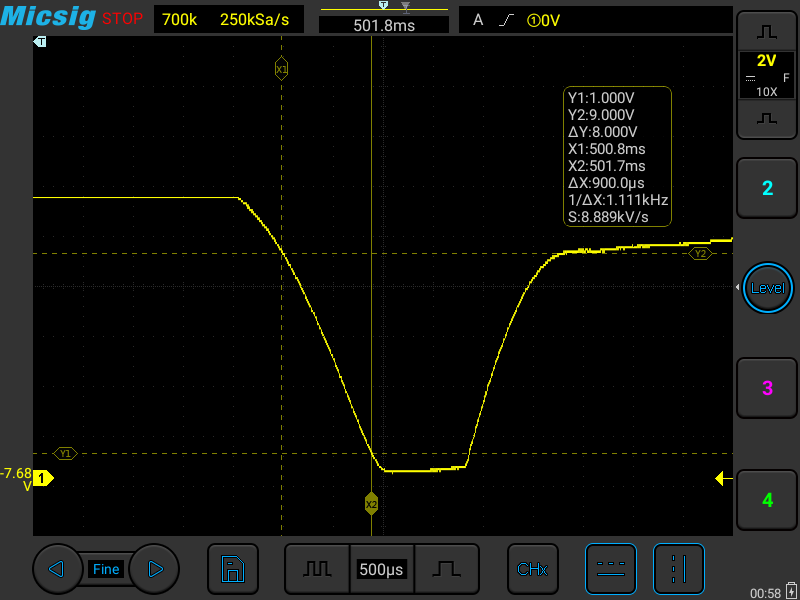 Micsig STOP 700k 250kSa/s 501.8ms A ①0V
T
T
X1
2V
F
10X
Y1:1.000V
Y2:9.000V
ΔY:8.000V
X1:500.8ms
X2:501.7ms
ΔX:900.0µs
1/ΔX:1.111kHz
S:8.889kV/s
2
Y2
Level
3
Y1
-7.68
V
1
X2
4
Fine
500µs
CHx
00:58